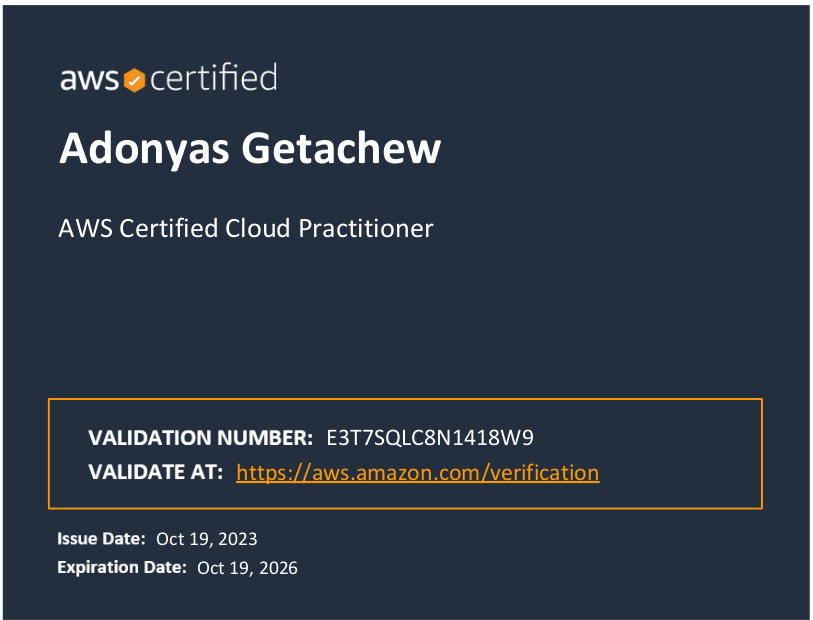 aws certified
Adonyas Getachew
AWS Certified Cloud Practitioner
VALIDATION NUMBER: E3T7SQLC8N1418W9
VALIDATE AT: https://aws.amazon.com/verification
Issue Date: Oct 19, 2023
Expiration Date: Oct 19, 2026